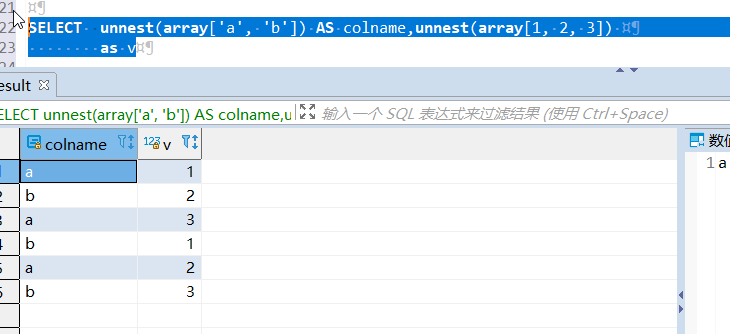 21
22 SELECT unnest(array['a', 'b']) AS colname,unnest(array[1, 2, 3])
23 as v
esult
ELECT unnest(array['a', 'b']) AS colname,u 输入一个 SQL 表达式来过滤结果 (使用 Ctrl+Space)
colname 123 v 数值
a 1 1 a
2 b 2
3 a 3
4 b 1
5 a 2
6 b 3